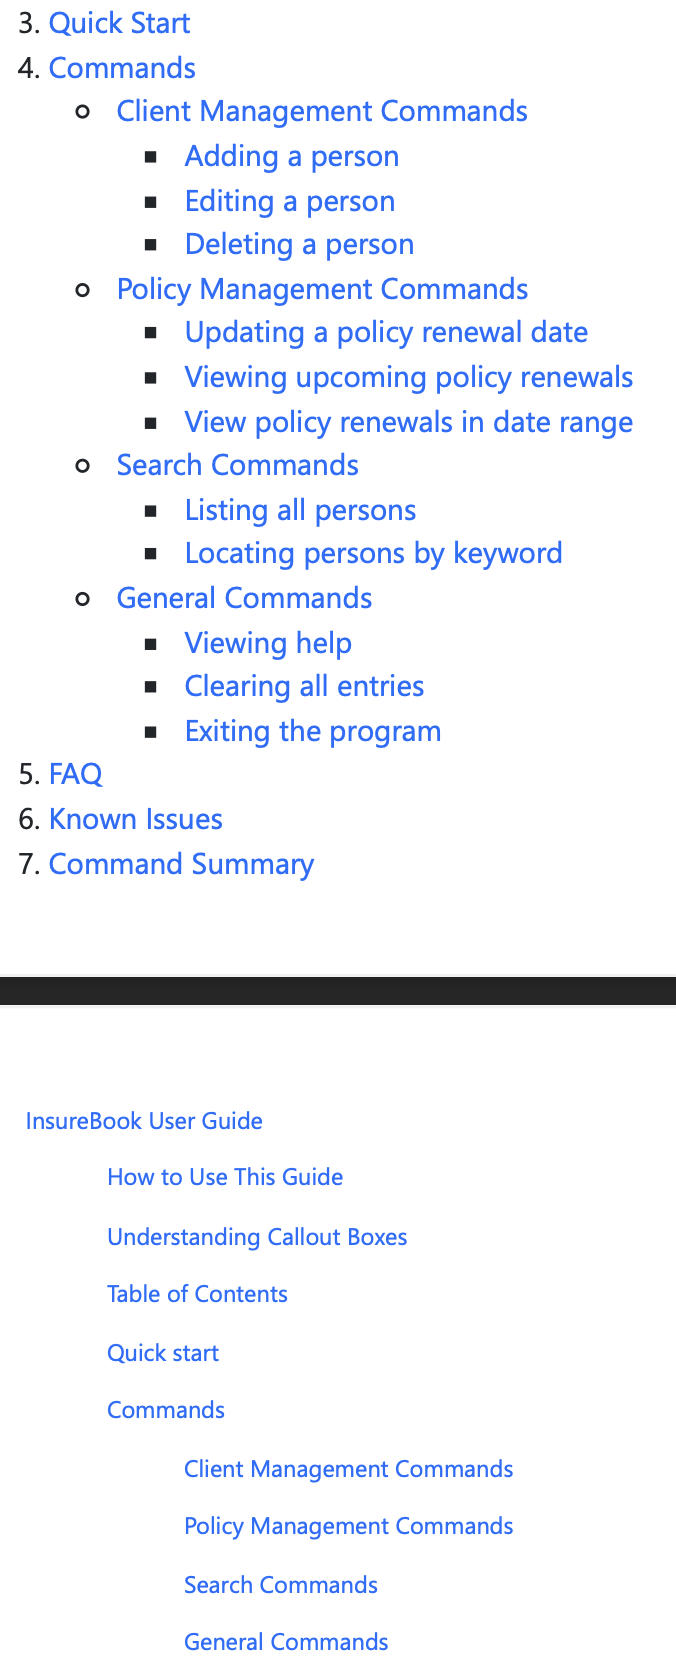 3. Quick Start
4. Commands
Client Management Commands
Adding a person
Editing a person
Deleting a person
Policy Management Commands
Updating a policy renewal date
Viewing upcoming policy renewals
View policy renewals in date range
Search Commands
Listing all persons
Locating persons by keyword
General Commands
Viewing help
Clearing all entries
Exiting the program
5. FAQ
6. Known Issues
7. Command Summary
InsureBook User Guide
How to Use This Guide
Understanding Callout Boxes
Table of Contents
Quick start
Commands
Client Management Commands
Policy Management Commands
Search Commands
General Commands